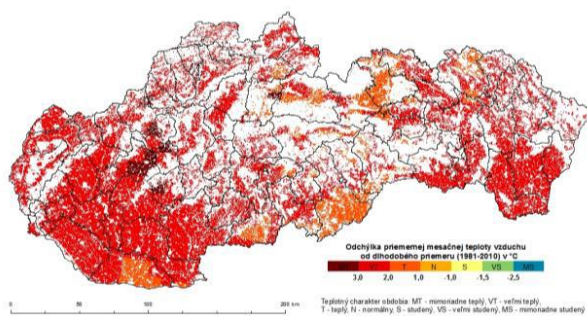 Odchýlka priemernej mesačnej teploty vzduchu
od dlhodobého priemeru (1981-2010) v °C
MT VT T N S VS MS
3,0 2,0 1,0 -1,0 -1,5 -2,5
Teplotný charakter obdobia: MT - mimoriadne teplý, VT - veľmi teplý,
T - teplý, N - normálny, S - studený, VS - veľmi studený, MS - mimoriadne studený
0 50 100 200 km